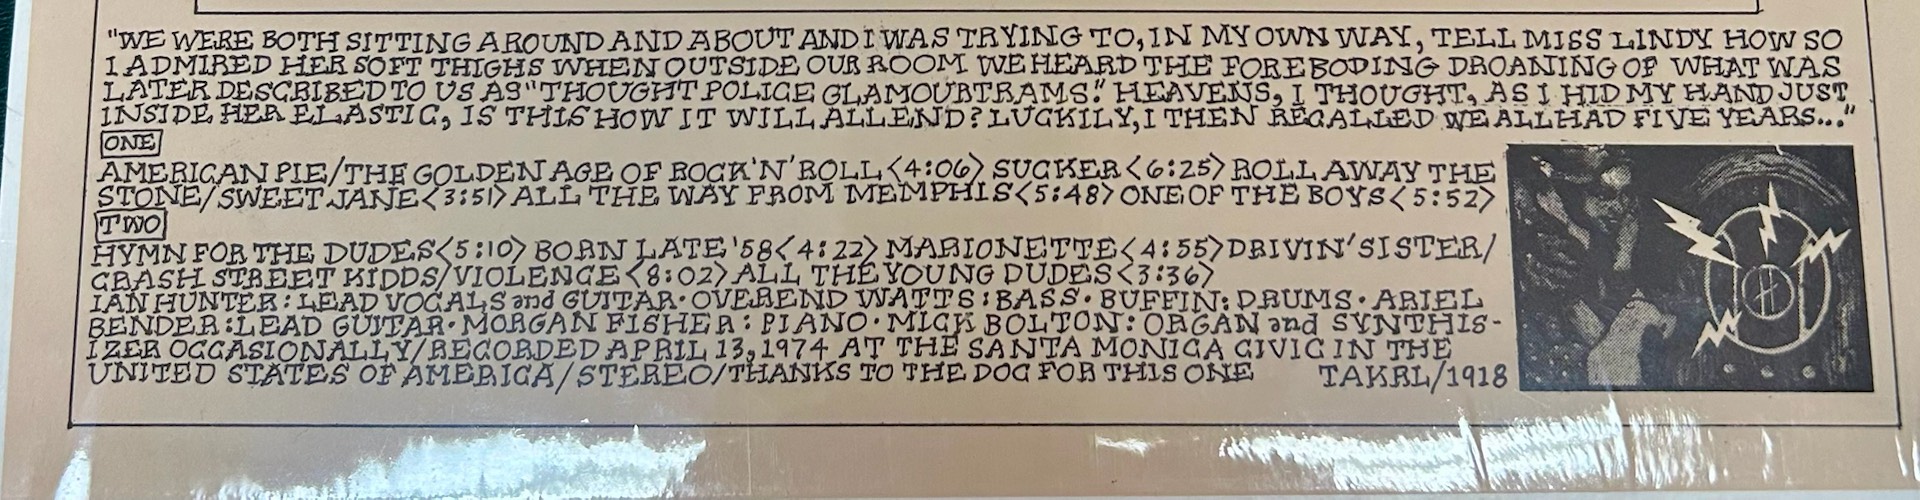 "WE WERE BOTH SITTING AROUND AND ABOUT AND I WAS TRYING TO, IN MY OWN WAY, TELL MISS LINDY HOW SO
I ADMIRED HER SOFT THIGHS WHEN OUTSIDE OUR ROOM WE HEARD THE FOREBODING DROANING OF WHAT WAS
LATER DESCRIBED TO US AS "THOUGHT POLICE GLAMOURTRAMS." HEAVENS, I THOUGHT, AS I HID MY HAND JUST
INSIDE HER ELASTIC, IS THIS HOW IT WILL ALL END? LUCKILY, I THEN RECALLED WE ALL HAD FIVE YEARS..."
ONE
AMERICAN PIE/THE GOLDEN AGE OF ROCK'N'ROLL<4:06> SUCKER<6:25> ROLL AWAY THE
STONE/SWEET JANE<3:51> ALL THE WAY FROM MEMPHIS<5:48> ONE OF THE BOYS<5:52>
TWO
HYMN FOR THE DUDES<5:10> BORN LATE '58<4:22> MARIONETTE<4:55> DRIVIN' SISTER/
CRASH STREET KIDDS/VIOLENCE<8:02> ALL THE YOUNG DUDES<3:36>
IAN HUNTER: LEAD VOCALS and GUITAR· OVEREND WATTS: BASS· BUFFIN: DRUMS· ARIEL
BENDER: LEAD GUITAR· MORGAN FISHER: PIANO· MICK BOLTON: ORGAN and SYNTHIS-
IZER OCCASIONALLY/RECORDED APRIL 13, 1974 AT THE SANTA MONICA CIVIC IN THE
UNITED STATES OF AMERICA/STEREO/THANKS TO THE DOG FOR THIS ONE TAKRL/1918